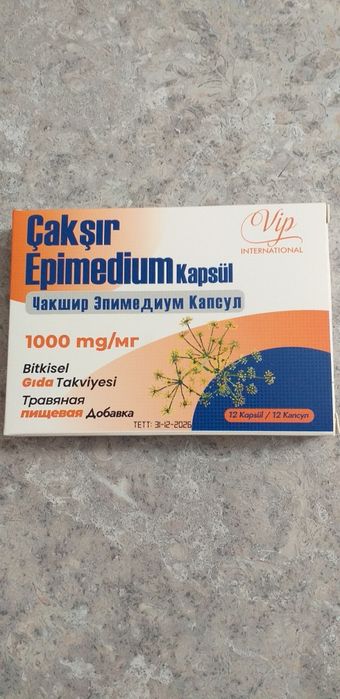 Çakşır
Vip
INTERNATIONAL
Epimedium Kapsül
Чакшир Эпимедиум Капсул
1000 mg/мг
Bitkisel
Gıda Takviyesi
Травяная
пищевая Добавка
12 Kapsül / 12 Капсул
TETT: 31-12-2026